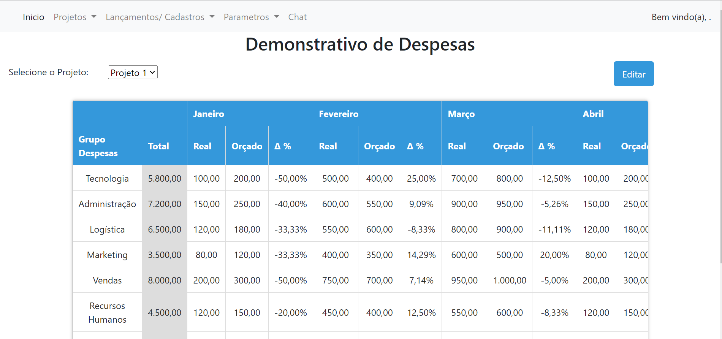 Início Projetos Lançamentos/ Cadastros Parametros Chat Bem vindo(a), .
Demonstrativo de Despesas
Selecione o Projeto: Projeto 1 Editar
Janeiro Fevereiro Março Abril
Grupo Despesas Total Real Orçado Δ % Real Orçado Δ % Real Orçado Δ % Real Orçado
Tecnologia 5.800,00 100,00 200,00 -50,00% 500,00 400,00 25,00% 700,00 800,00 -12,50% 100,00 200,00
Administração 7.200,00 150,00 250,00 -40,00% 600,00 550,00 9,09% 900,00 950,00 -5,26% 150,00 250,00
Logística 6.500,00 120,00 180,00 -33,33% 550,00 600,00 -8,33% 800,00 900,00 -11,11% 120,00 180,00
Marketing 3.500,00 80,00 120,00 -33,33% 400,00 350,00 14,29% 600,00 500,00 20,00% 80,00 120,00
Vendas 8.000,00 200,00 300,00 -50,00% 750,00 700,00 7,14% 950,00 1.000,00 -5,00% 200,00 300,00
Recursos Humanos 4.500,00 120,00 150,00 -20,00% 450,00 400,00 12,50% 550,00 600,00 -8,33% 120,00 150,00